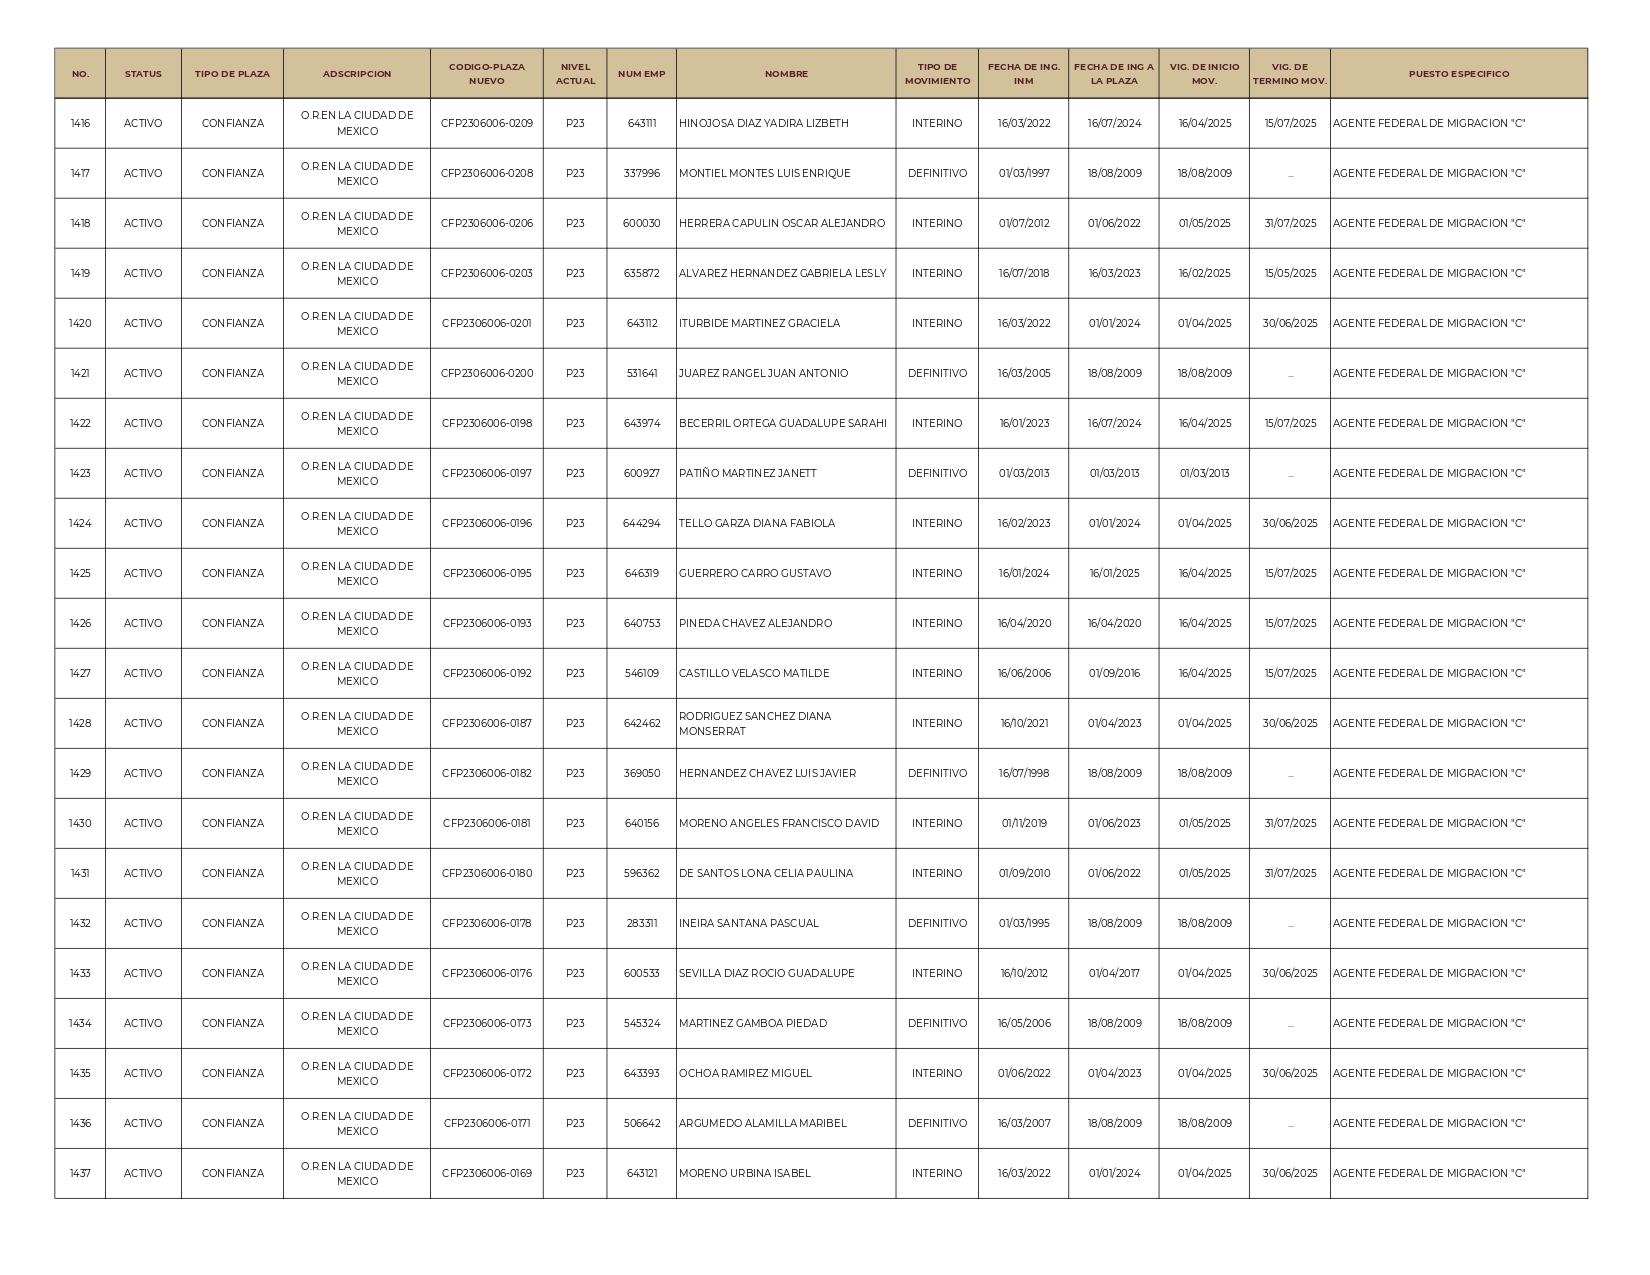 NO. STATUS TIPO DE PLAZA ADSCRIPCION CODIGO-PLAZA NUEVO NIVEL ACTUAL NUM EMP NOMBRE TIPO DE MOVIMIENTO FECHA DE ING. INM FECHA DE ING A LA PLAZA VIG. DE INICIO MOV. VIG. DE TERMINO MOV. PUESTO ESPECIFICO
1416 ACTIVO CONFIANZA O.R.EN LA CIUDAD DE MEXICO CFP2306006-0209 P23 643111 HINOJOSA DIAZ YADIRA LIZBETH INTERINO 16/03/2022 16/07/2024 16/04/2025 15/07/2025 AGENTE FEDERAL DE MIGRACION "C"
1417 ACTIVO CONFIANZA O.R.EN LA CIUDAD DE MEXICO CFP2306006-0208 P23 337996 MONTIEL MONTES LUIS ENRIQUE DEFINITIVO 01/03/1997 18/08/2009 18/08/2009 ... AGENTE FEDERAL DE MIGRACION "C"
1418 ACTIVO CONFIANZA O.R.EN LA CIUDAD DE MEXICO CFP2306006-0206 P23 600030 HERRERA CAPULIN OSCAR ALEJANDRO INTERINO 01/07/2012 01/06/2022 01/05/2025 31/07/2025 AGENTE FEDERAL DE MIGRACION "C"
1419 ACTIVO CONFIANZA O.R.EN LA CIUDAD DE MEXICO CFP2306006-0203 P23 635872 ALVAREZ HERNANDEZ GABRIELA LESLY INTERINO 16/07/2018 16/03/2023 16/02/2025 15/05/2025 AGENTE FEDERAL DE MIGRACION "C"
1420 ACTIVO CONFIANZA O.R.EN LA CIUDAD DE MEXICO CFP2306006-0201 P23 643112 ITURBIDE MARTINEZ GRACIELA INTERINO 16/03/2022 01/01/2024 01/04/2025 30/06/2025 AGENTE FEDERAL DE MIGRACION "C"
1421 ACTIVO CONFIANZA O.R.EN LA CIUDAD DE MEXICO CFP2306006-0200 P23 531641 JUAREZ RANGEL JUAN ANTONIO DEFINITIVO 16/03/2005 18/08/2009 18/08/2009 ... AGENTE FEDERAL DE MIGRACION "C"
1422 ACTIVO CONFIANZA O.R.EN LA CIUDAD DE MEXICO CFP2306006-0198 P23 643974 BECERRIL ORTEGA GUADALUPE SARAHI INTERINO 16/01/2023 16/07/2024 16/04/2025 15/07/2025 AGENTE FEDERAL DE MIGRACION "C"
1423 ACTIVO CONFIANZA O.R.EN LA CIUDAD DE MEXICO CFP2306006-0197 P23 600927 PATIÑO MARTINEZ JANETT DEFINITIVO 01/03/2013 01/03/2013 01/03/2013 ... AGENTE FEDERAL DE MIGRACION "C"
1424 ACTIVO CONFIANZA O.R.EN LA CIUDAD DE MEXICO CFP2306006-0196 P23 644294 TELLO GARZA DIANA FABIOLA INTERINO 16/02/2023 01/01/2024 01/04/2025 30/06/2025 AGENTE FEDERAL DE MIGRACION "C"
1425 ACTIVO CONFIANZA O.R.EN LA CIUDAD DE MEXICO CFP2306006-0195 P23 646319 GUERRERO CARRO GUSTAVO INTERINO 16/01/2024 16/01/2025 16/04/2025 15/07/2025 AGENTE FEDERAL DE MIGRACION "C"
1426 ACTIVO CONFIANZA O.R.EN LA CIUDAD DE MEXICO CFP2306006-0193 P23 640753 PINEDA CHAVEZ ALEJANDRO INTERINO 16/04/2020 16/04/2020 16/04/2025 15/07/2025 AGENTE FEDERAL DE MIGRACION "C"
1427 ACTIVO CONFIANZA O.R.EN LA CIUDAD DE MEXICO CFP2306006-0192 P23 546109 CASTILLO VELASCO MATILDE INTERINO 16/06/2006 01/09/2016 16/04/2025 15/07/2025 AGENTE FEDERAL DE MIGRACION "C"
1428 ACTIVO CONFIANZA O.R.EN LA CIUDAD DE MEXICO CFP2306006-0187 P23 642462 RODRIGUEZ SANCHEZ DIANA MONSERRAT INTERINO 16/10/2021 01/04/2023 01/04/2025 30/06/2025 AGENTE FEDERAL DE MIGRACION "C"
1429 ACTIVO CONFIANZA O.R.EN LA CIUDAD DE MEXICO CFP2306006-0182 P23 369050 HERNANDEZ CHAVEZ LUIS JAVIER DEFINITIVO 16/07/1998 18/08/2009 18/08/2009 ... AGENTE FEDERAL DE MIGRACION "C"
1430 ACTIVO CONFIANZA O.R.EN LA CIUDAD DE MEXICO CFP2306006-0181 P23 640156 MORENO ANGELES FRANCISCO DAVID INTERINO 01/11/2019 01/06/2023 01/05/2025 31/07/2025 AGENTE FEDERAL DE MIGRACION "C"
1431 ACTIVO CONFIANZA O.R.EN LA CIUDAD DE MEXICO CFP2306006-0180 P23 596362 DE SANTOS LONA CELIA PAULINA INTERINO 01/09/2010 01/06/2022 01/05/2025 31/07/2025 AGENTE FEDERAL DE MIGRACION "C"
1432 ACTIVO CONFIANZA O.R.EN LA CIUDAD DE MEXICO CFP2306006-0178 P23 283311 INEIRA SANTANA PASCUAL DEFINITIVO 01/03/1995 18/08/2009 18/08/2009 ... AGENTE FEDERAL DE MIGRACION "C"
1433 ACTIVO CONFIANZA O.R.EN LA CIUDAD DE MEXICO CFP2306006-0176 P23 600533 SEVILLA DIAZ ROCIO GUADALUPE INTERINO 16/10/2012 01/04/2017 01/04/2025 30/06/2025 AGENTE FEDERAL DE MIGRACION "C"
1434 ACTIVO CONFIANZA O.R.EN LA CIUDAD DE MEXICO CFP2306006-0173 P23 545324 MARTINEZ GAMBOA PIEDAD DEFINITIVO 16/05/2006 18/08/2009 18/08/2009 ... AGENTE FEDERAL DE MIGRACION "C"
1435 ACTIVO CONFIANZA O.R.EN LA CIUDAD DE MEXICO CFP2306006-0172 P23 643393 OCHOA RAMIREZ MIGUEL INTERINO 01/06/2022 01/04/2023 01/04/2025 30/06/2025 AGENTE FEDERAL DE MIGRACION "C"
1436 ACTIVO CONFIANZA O.R.EN LA CIUDAD DE MEXICO CFP2306006-0171 P23 506642 ARGUMEDO ALAMILLA MARIBEL DEFINITIVO 16/03/2007 18/08/2009 18/08/2009 ... AGENTE FEDERAL DE MIGRACION "C"
1437 ACTIVO CONFIANZA O.R.EN LA CIUDAD DE MEXICO CFP2306006-0169 P23 643121 MORENO URBINA ISABEL INTERINO 16/03/2022 01/01/2024 01/04/2025 30/06/2025 AGENTE FEDERAL DE MIGRACION "C"